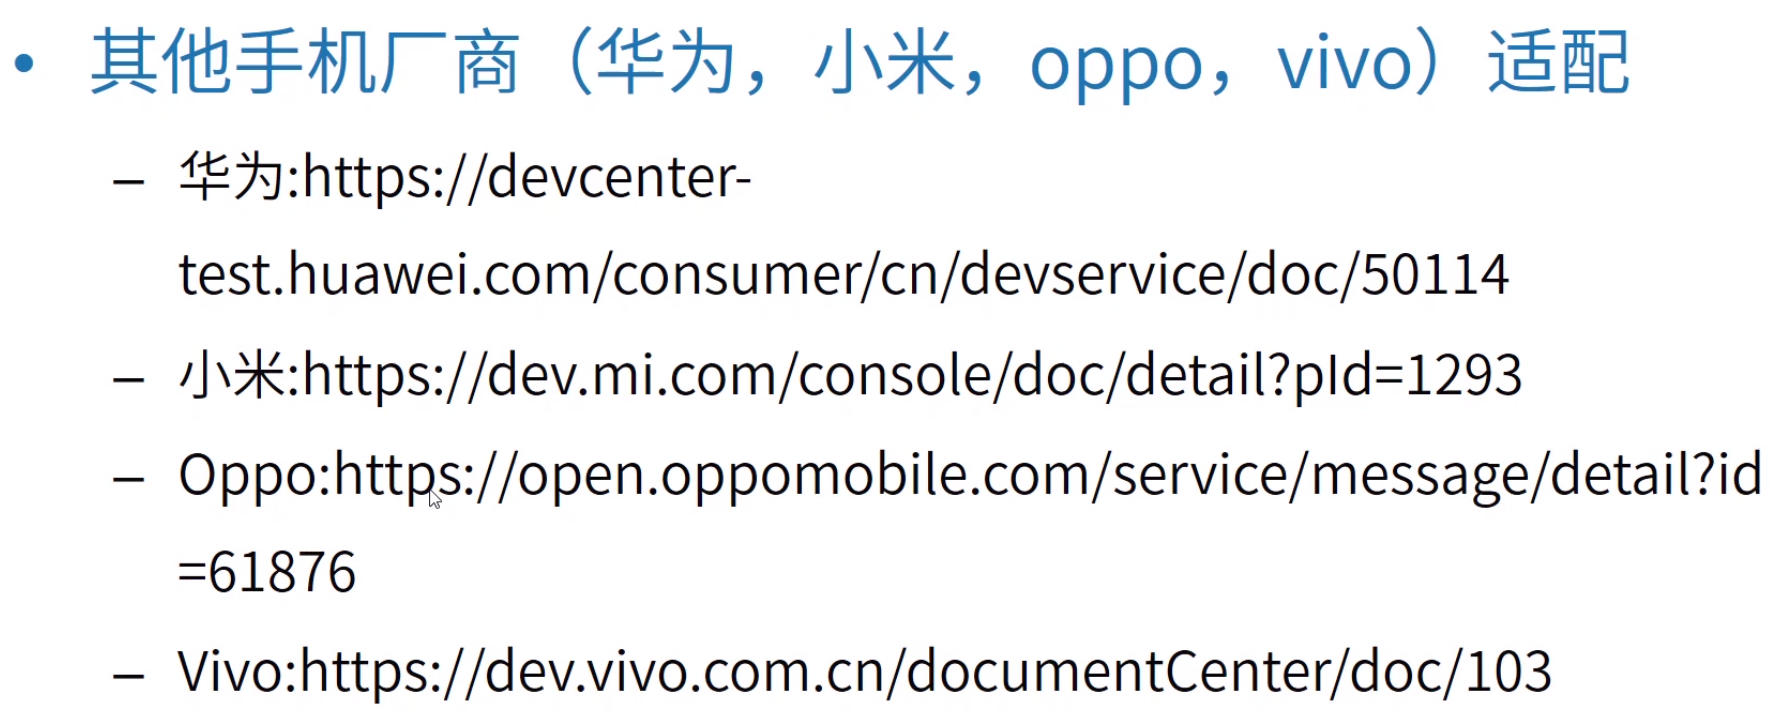 • 其他手机厂商（华为，小米，oppo，vivo）适配
– 华为:https://devcenter-
test.huawei.com/consumer/cn/devservice/doc/50114
– 小米:https://dev.mi.com/console/doc/detail?pId=1293
– Oppo:https://open.oppomobile.com/service/message/detail?id
=61876
– Vivo:https://dev.vivo.com.cn/documentCenter/doc/103